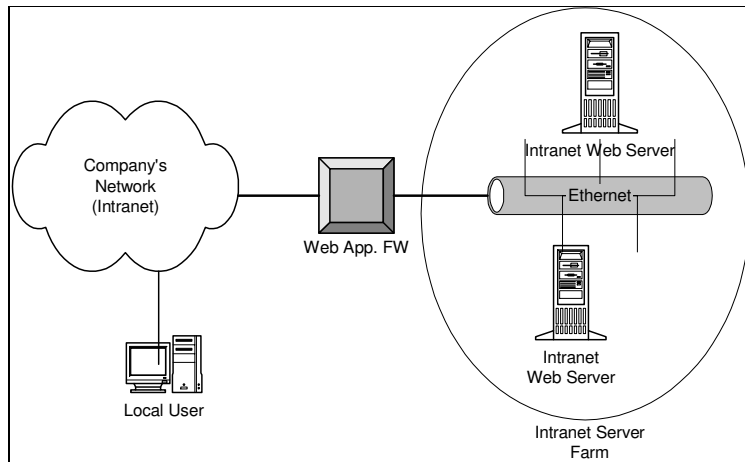 Company's
Network
(Intranet)
Web App. FW
Local User
Intranet Web Server
Ethernet
Intranet
Web Server
Intranet Server
Farm